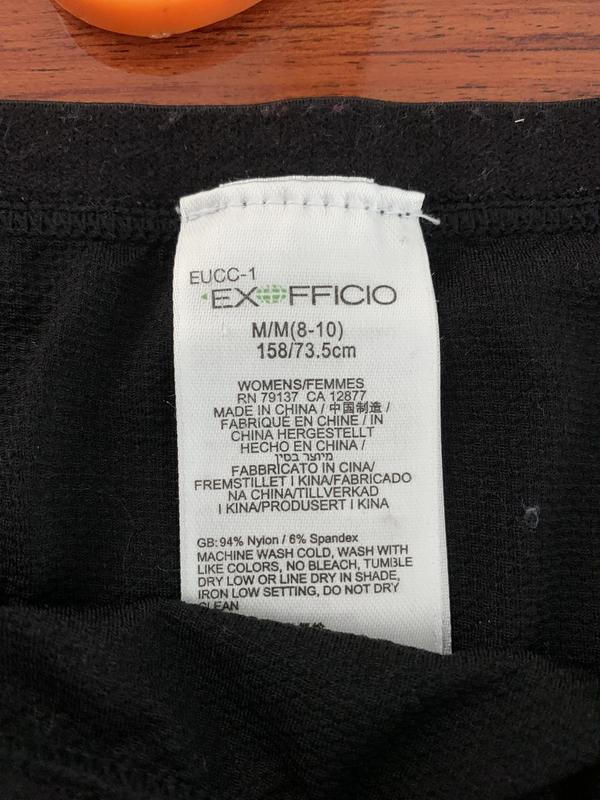 EUCC-1
EXOFFICIO
M/M(8-10)
158/73.5cm
WOMENS/FEMMES
RN 79137 CA 12877
MADE IN CHINA / 中国制造 /
FABRIQUÉ EN CHINE / IN
CHINA HERGESTELLT
HECHO EN CHINA /
מיוצר בסין
FABBRICATO IN CINA/
FREMSTILLET I KINA/FABRICADO
NA CHINA/TILLVERKAD
I KINA/PRODUSERT I KINA
GB: 94% Nylon / 6% Spandex
MACHINE WASH COLD, WASH WITH
LIKE COLORS, NO BLEACH, TUMBLE
DRY LOW OR LINE DRY IN SHADE,
IRON LOW SETTING, DO NOT DRY
CLEAN